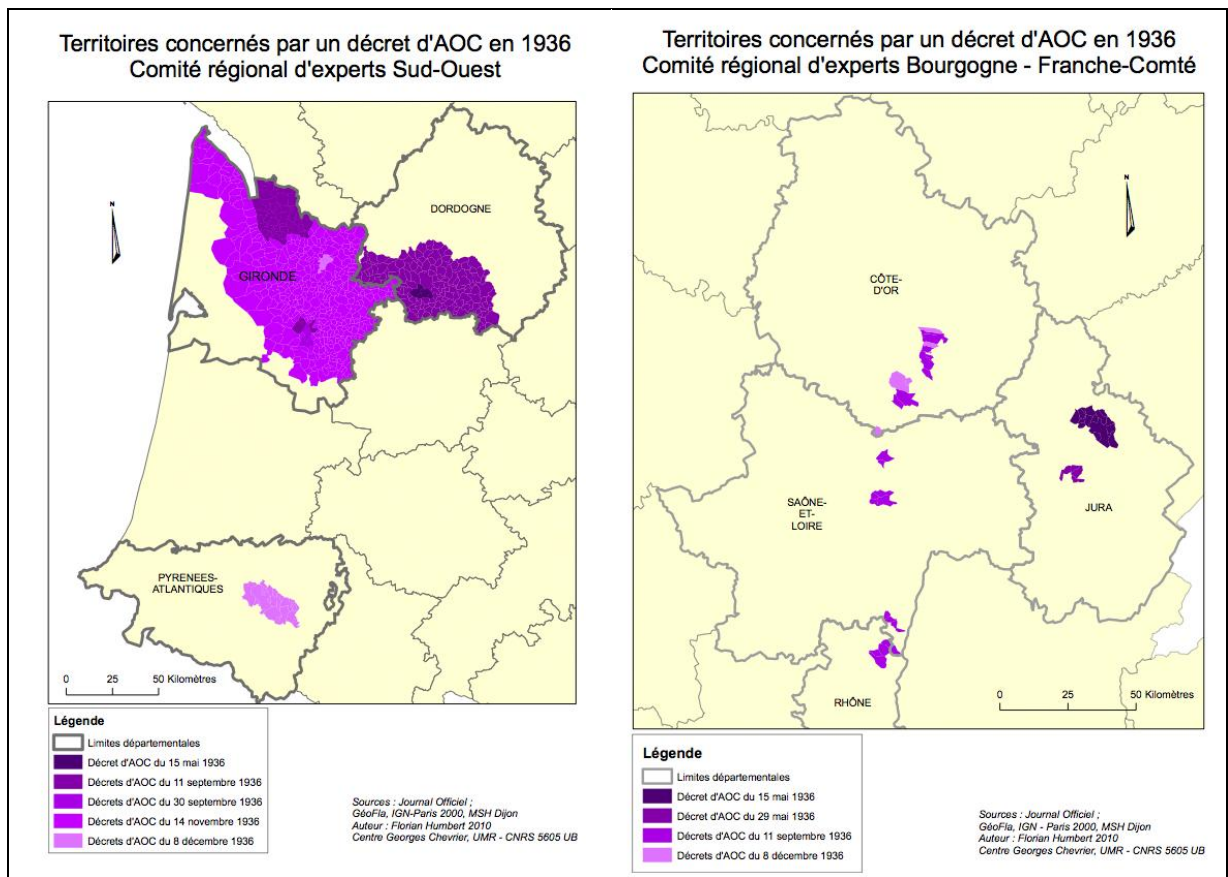 Territoires concernés par un décret d'AOC en 1936
Comité régional d'experts Sud-Ouest
N
DORDOGNE
GIRONDE
PYRENEES-
ATLANTIQUES
0 25 50 Kilomètres
Légende
Limites départementales
Décret d'AOC du 15 mai 1936
Décrets d'AOC du 11 septembre 1936
Décrets d'AOC du 30 septembre 1936
Décrets d'AOC du 14 novembre 1936
Décrets d'AOC du 8 décembre 1936
Sources : Journal Officiel ;
GéoFla, IGN-Paris 2000, MSH Dijon
Auteur : Florian Humbert 2010
Centre Georges Chevrier, UMR - CNRS 5605 UB
Territoires concernés par un décret d'AOC en 1936
Comité régional d'experts Bourgogne - Franche-Comté
N
CÔTE-
D'OR
SAÔNE-
ET-
LOIRE
JURA
RHÔNE
0 25 50 Kilomètres
Légende
Limites départementales
Décret d'AOC du 15 mai 1936
Décret d'AOC du 29 mai 1936
Décrets d'AOC du 11 septembre 1936
Décrets d'AOC du 8 décembre 1936
Sources : Journal Officiel ;
GéoFla, IGN - Paris 2000, MSH Dijon
Auteur : Florian Humbert 2010
Centre Georges Chevrier, UMR - CNRS 5605 UB